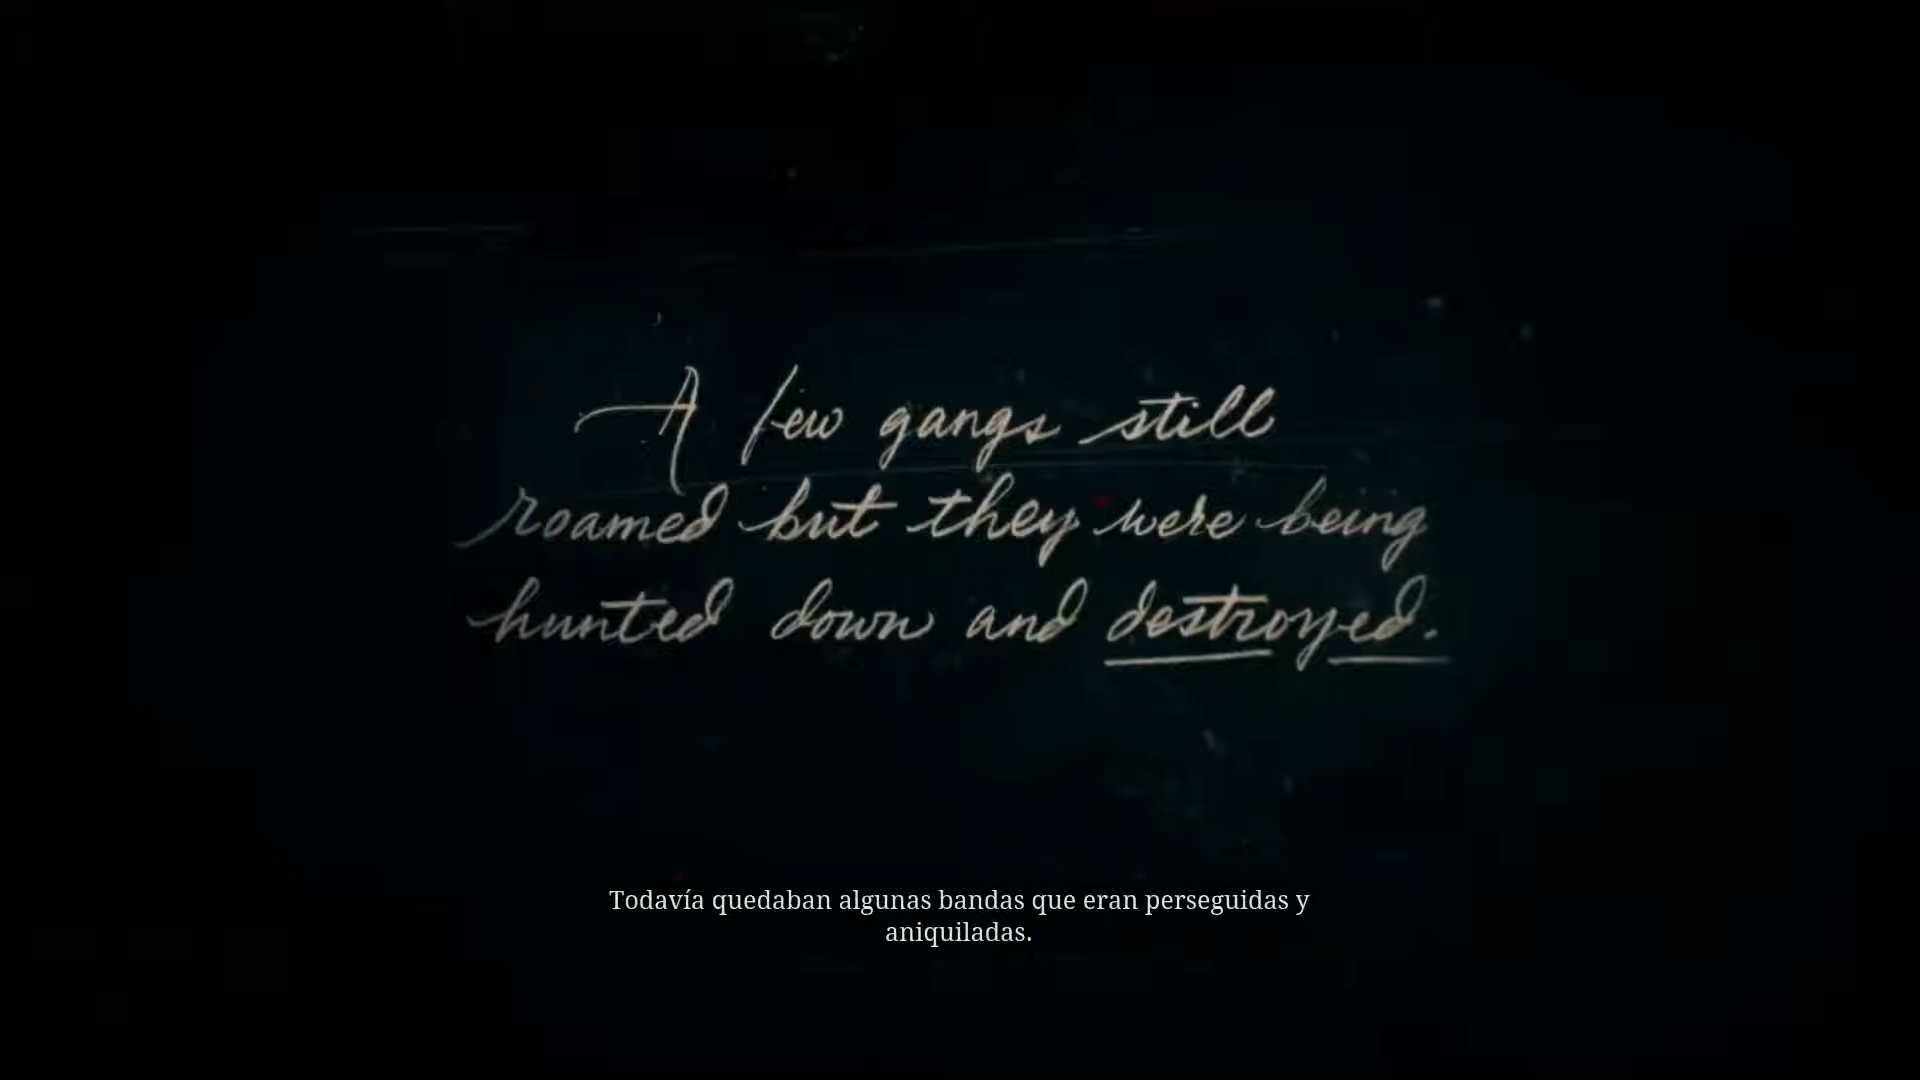 A few gangs still
roamed but they were being
hunted down and destroyed.
Todavía quedaban algunas bandas que eran perseguidas y
aniquiladas.